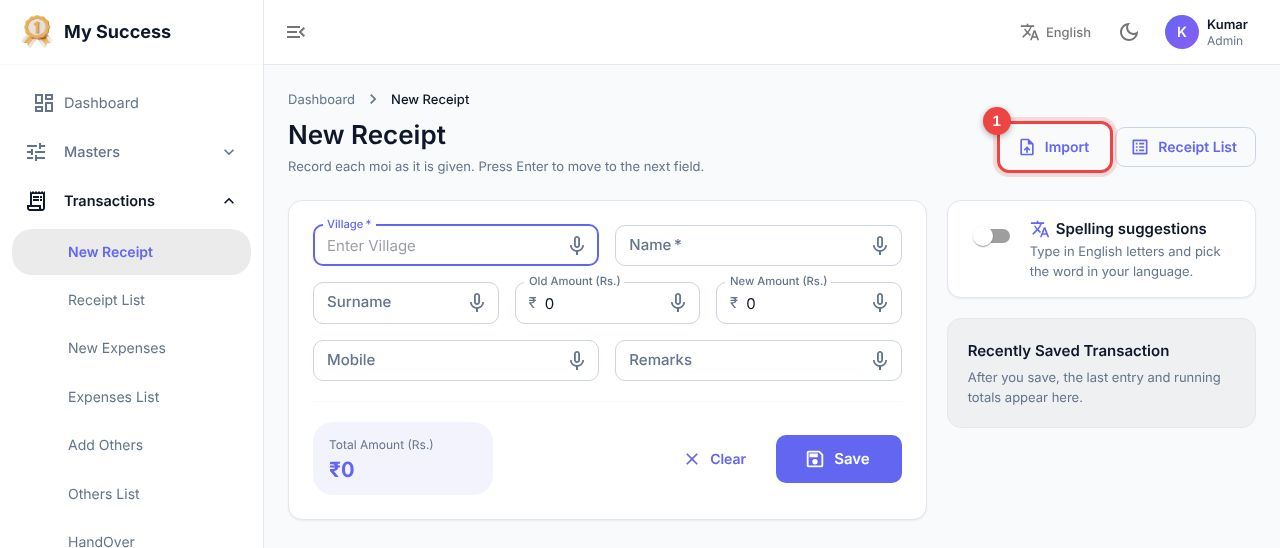 My Success
English
K
Kumar
Admin
Dashboard
Masters
Transactions
New Receipt
Receipt List
New Expenses
Expenses List
Add Others
Others List
HandOver
Dashboard > New Receipt
New Receipt
Record each moi as it is given. Press Enter to move to the next field.
1
Import
Receipt List
Village *
Enter Village
Name *
Surname
Old Amount (Rs.)
₹ 0
New Amount (Rs.)
₹ 0
Mobile
Remarks
Total Amount (Rs.)
₹0
Clear
Save
Spelling suggestions
Type in English letters and pick
the word in your language.
Recently Saved Transaction
After you save, the last entry and running
totals appear here.